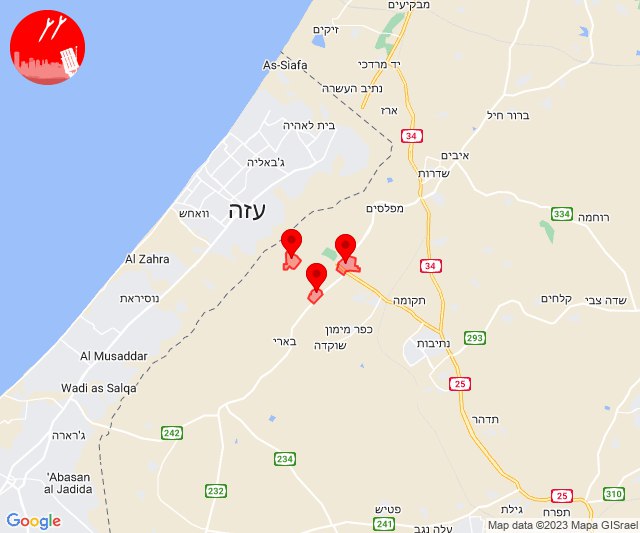 מבקיעים
זיקים
As-Siafa
יד מרדכי
נתיב העשרה
ארז
ברור חיל
בית לאהיה
34
ג'באליה
איבים
שדרות
וואחש
עזה
מפלסים
334
רוחמה
Al Zahra
34
נוסיראת
תקומה
קלחים
שדה צבי
כפר מימון
שוקדה
בארי
נתיבות
293
Al Musaddar
Wadi as Salqa
25
תדהר
242
ג'רארה
234
'Abasan
al Jadida
232
25
310
פטיש
גילת
תפרח
241
עלה נגב
Google
Map data ©2023 Mapa GISrael